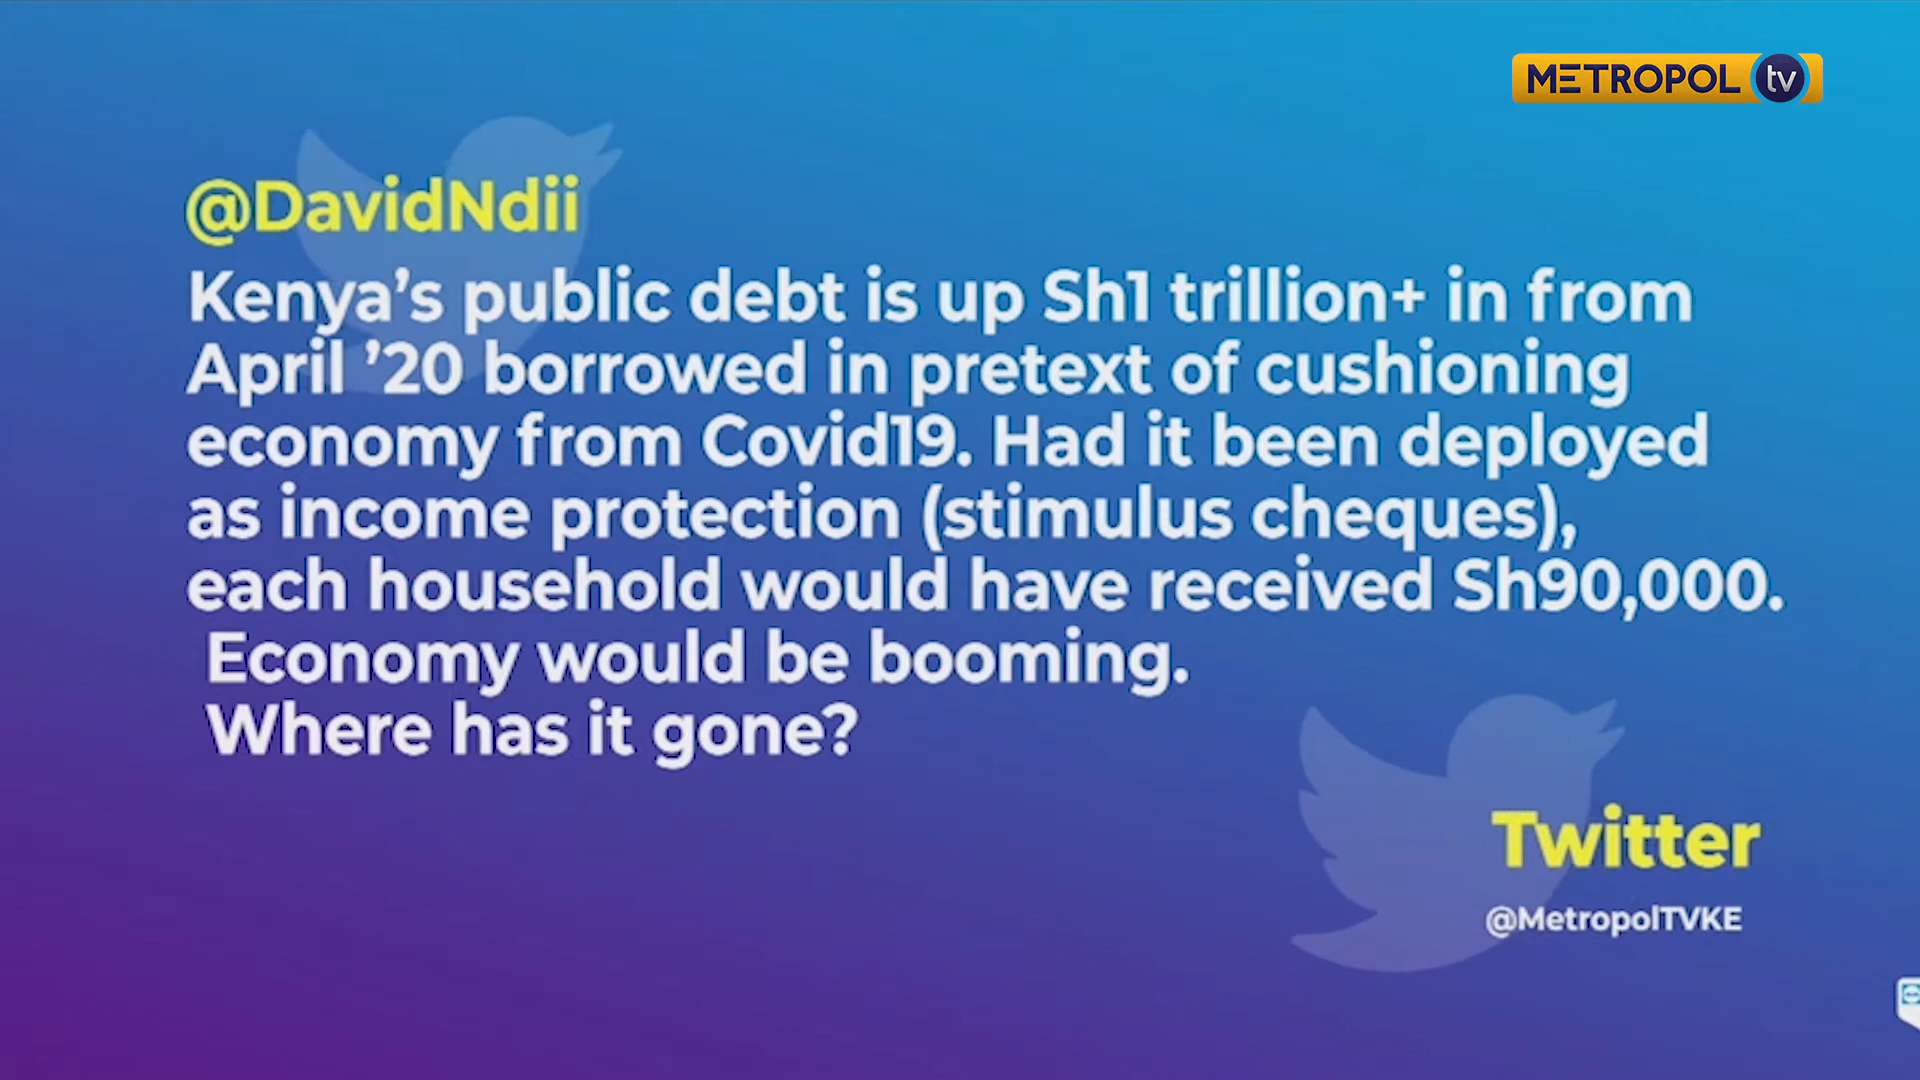 METROPOL tv
@DavidNdii
Kenya's public debt is up Sh1 trillion+ in from
April '20 borrowed in pretext of cushioning
economy from Covid19. Had it been deployed
as income protection (stimulus cheques),
each household would have received Sh90,000.
Economy would be booming.
Where has it gone?
Twitter
@MetropolTVKE